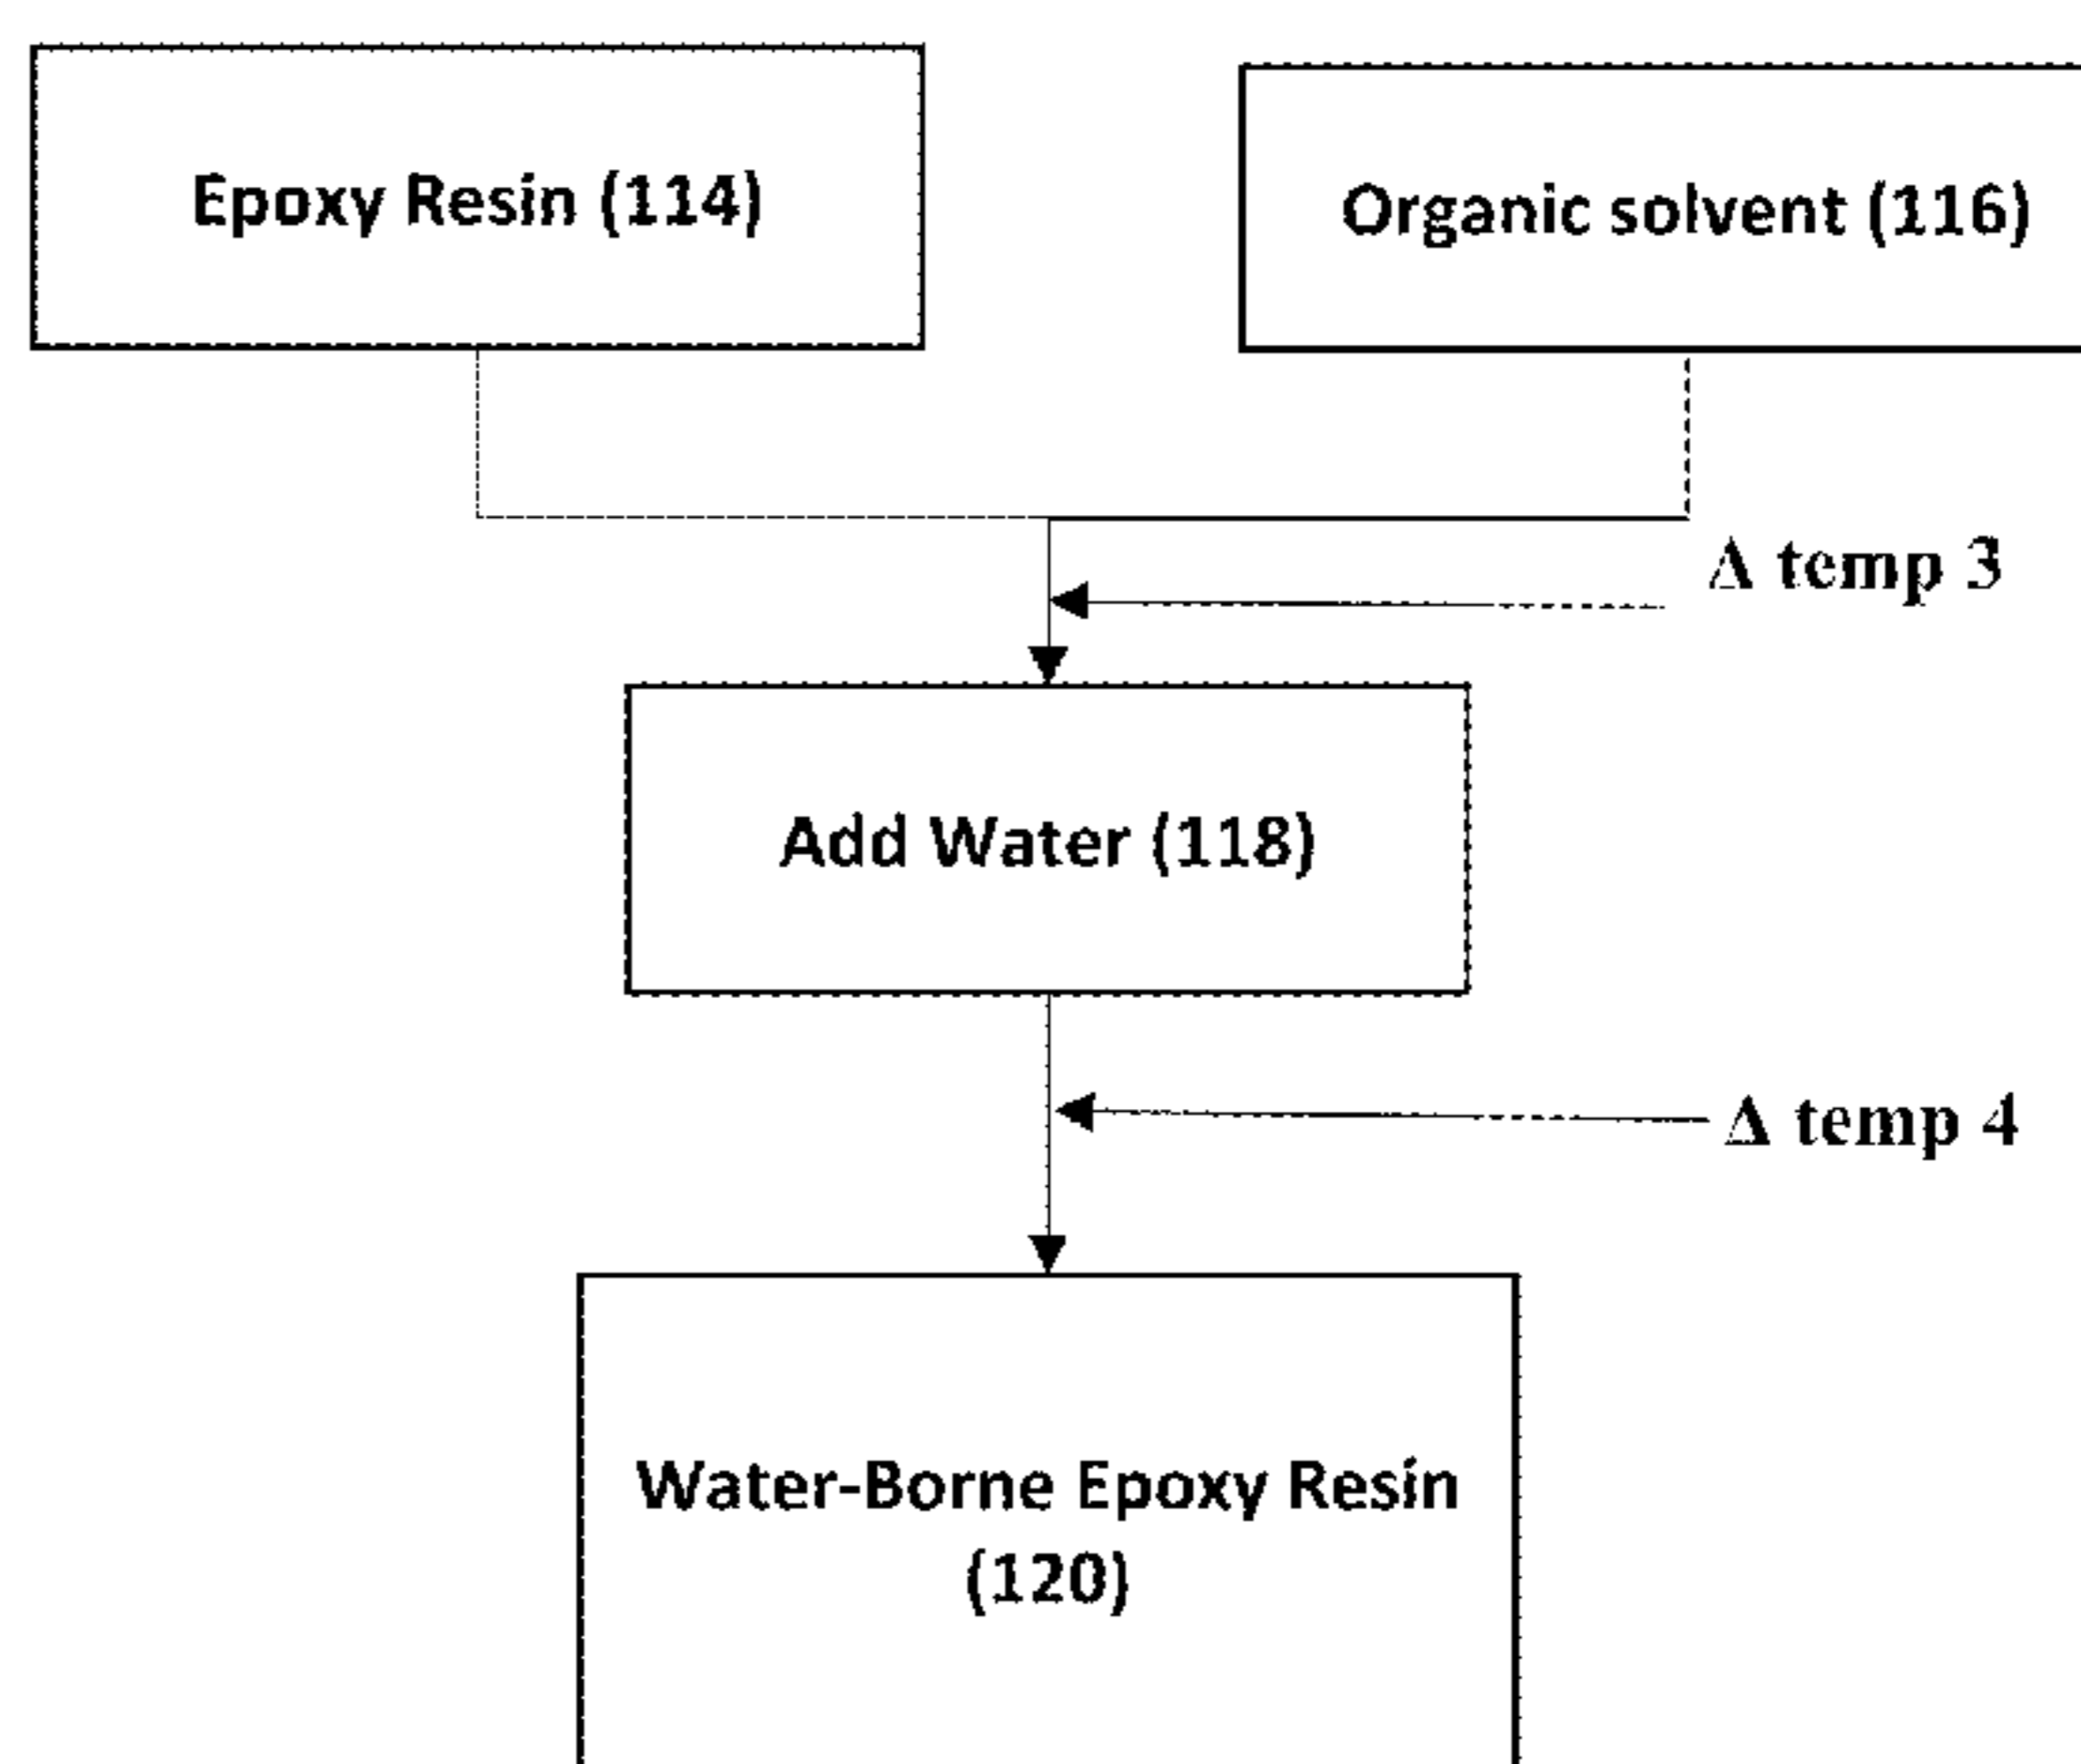 Epoxy Resin (114)
Organic solvent (116)
Δ temp 3
Add Water (118)
Δ temp 4
Water-Borne Epoxy Resin
(120)